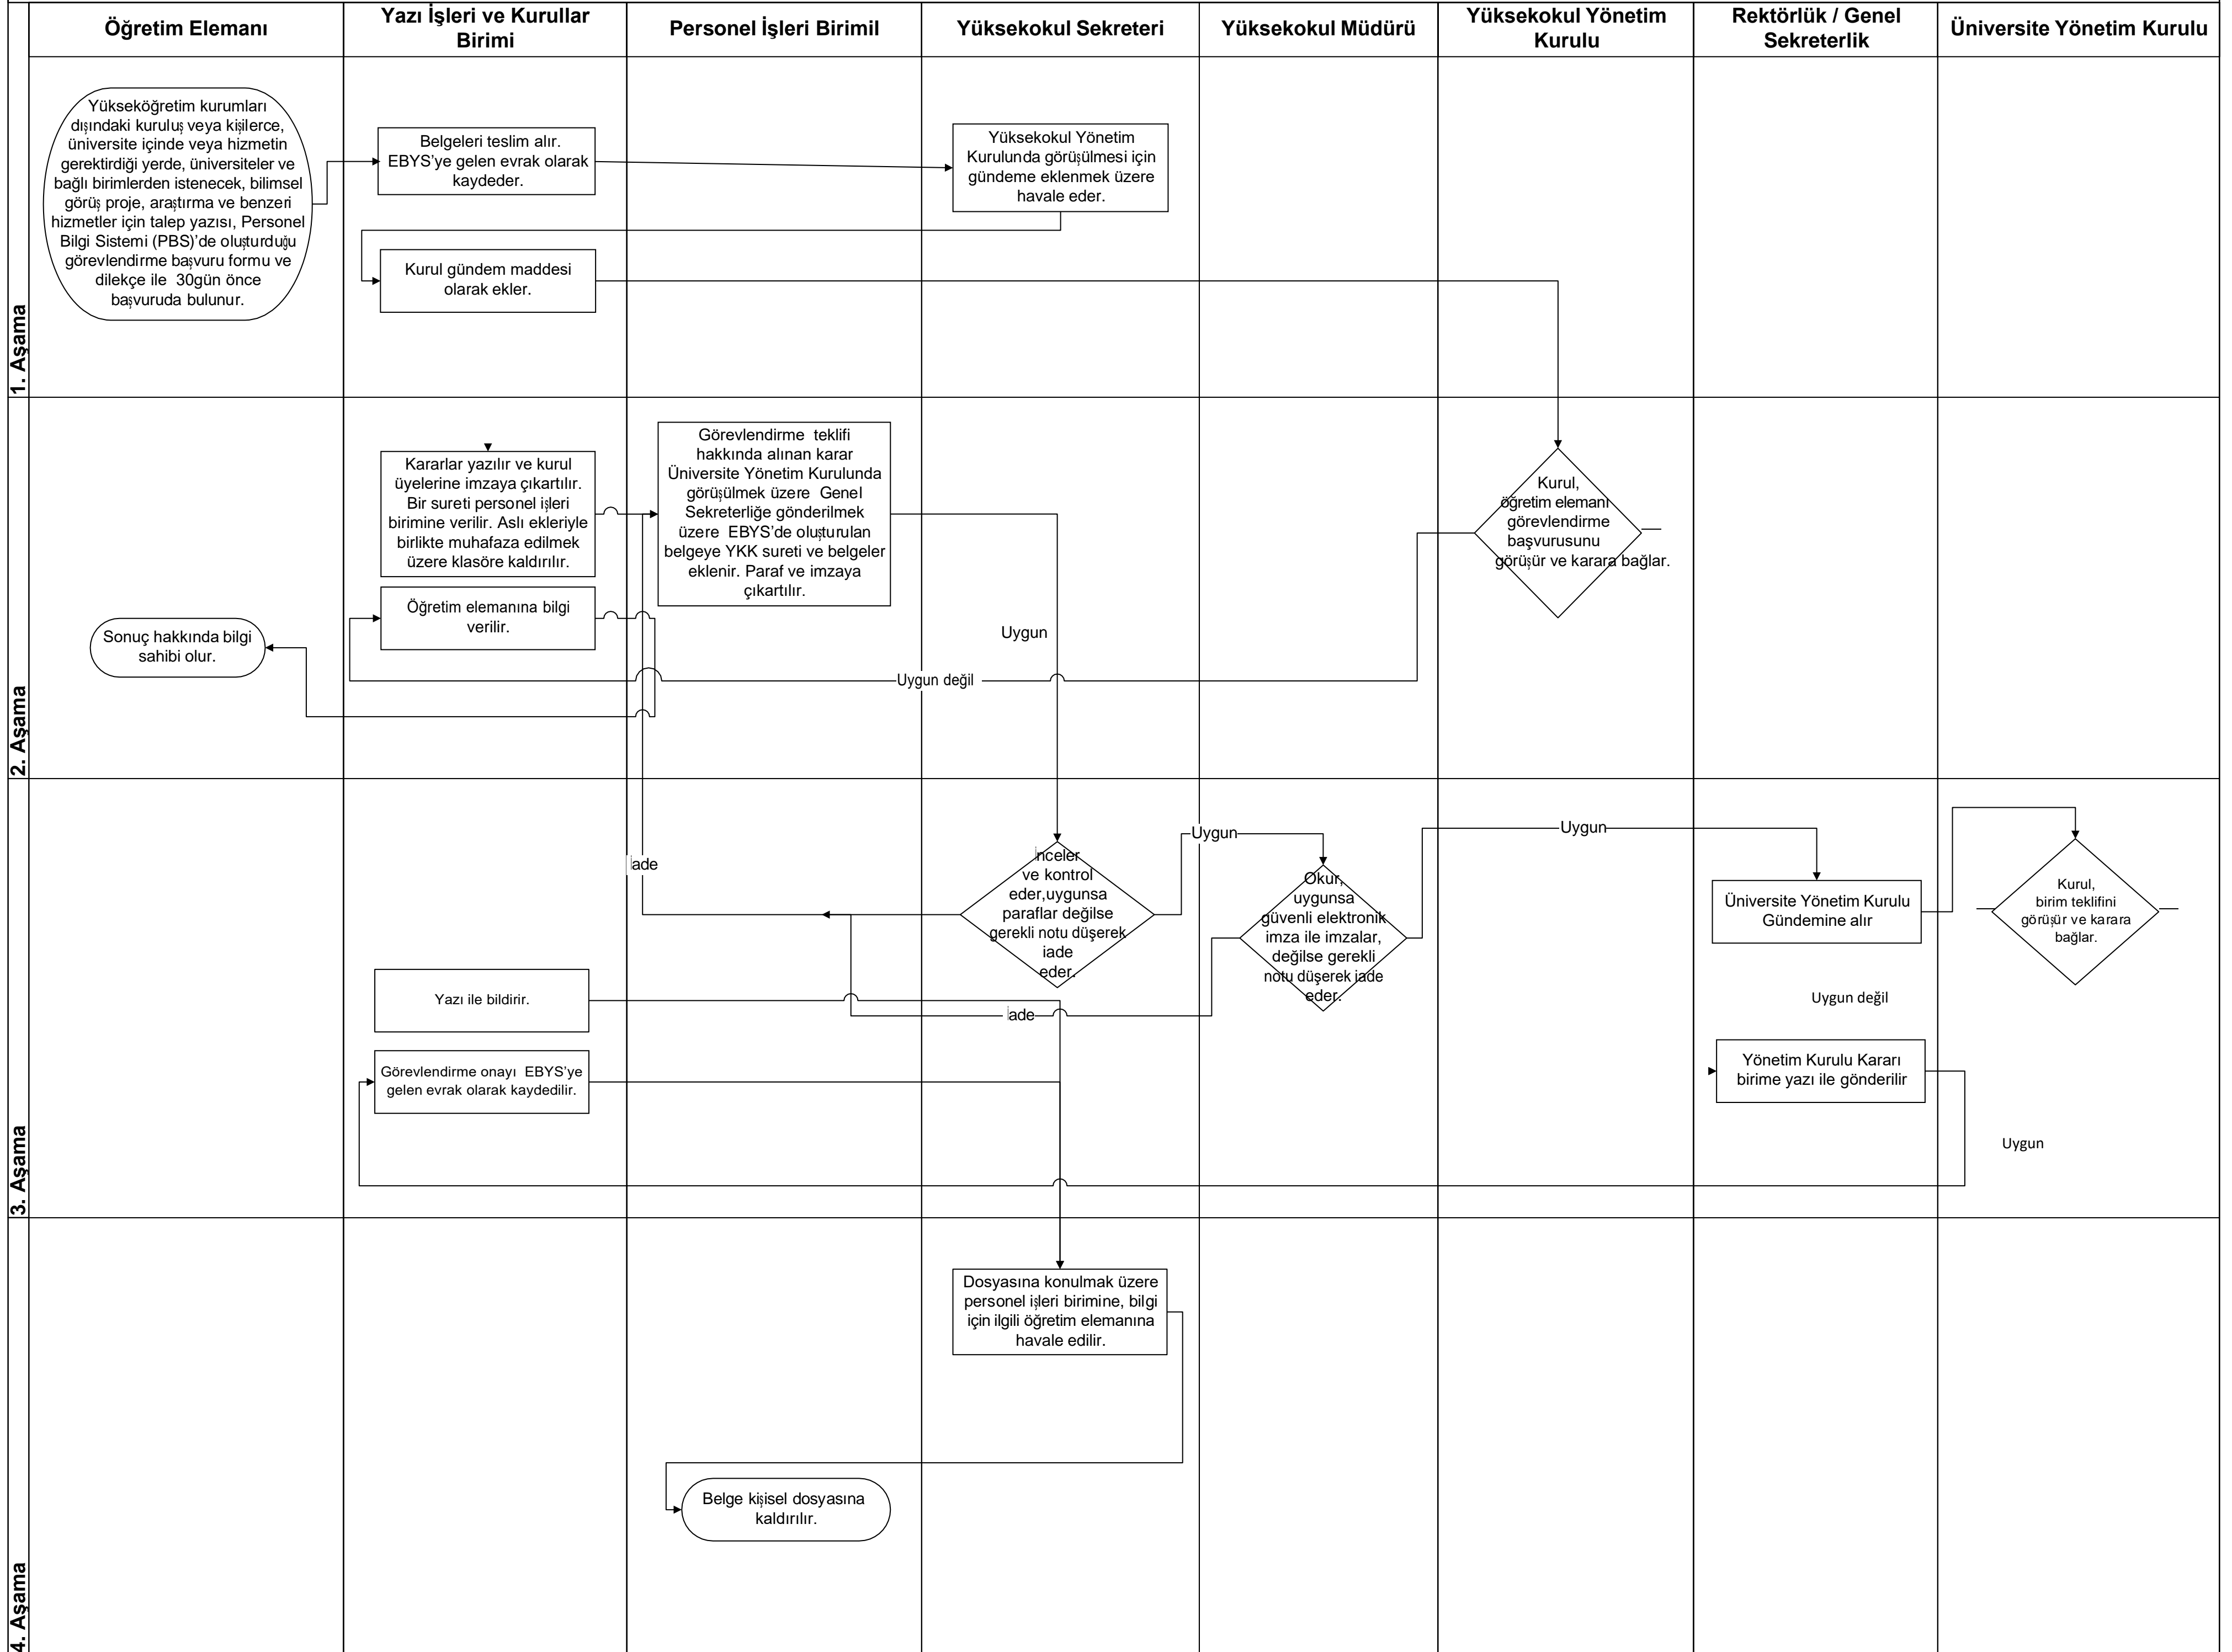 Öğretim Elemanı
Yazı İşleri ve Kurullar
Birimi
Personel İşleri Birimil
Yüksekokul Sekreteri
Yüksekokul Müdürü
Yüksekokul Yönetim
Kurulu
Rektörlük / Genel
Sekreterlik
Üniversite Yönetim Kurulu
1. Aşama
Yükseköğretim kurumları
dışındaki kuruluş veya kişilerce,
üniversite içinde veya hizmetin
gerektirdiği yerde, üniversiteler ve
bağlı birimlerden istenecek, bilimsel
görüş proje, araştırma ve benzeri
hizmetler için talep yazısı, Personel
Bilgi Sistemi (PBS)’de oluşturduğu
görevlendirme başvuru formu ve
dilekçe ile 30gün önce
başvuruda bulunur.
Belgeleri teslim alır.
EBYS’ye gelen evrak olarak
kaydeder.
Yüksekokul Yönetim
Kurulunda görüşülmesi için
gündeme eklenmek üzere
havale eder.
Kurul gündem maddesi
olarak ekler.
2. Aşama
Kararlar yazılır ve kurul
üyelerine imzaya çıkartılır.
Bir sureti personel işleri
birimine verilir. Aslı ekleriyle
birlikte muhafaza edilmek
üzere klasöre kaldırılır.
Görevlendirme teklifi
hakkında alınan karar
Üniversite Yönetim Kurulunda
görüşülmek üzere Genel
Sekreterliğe gönderilmek
üzere EBYS’de oluşturulan
belgeye YKK sureti ve belgeler
eklenir. Paraf ve imzaya
çıkartılır.
Kurul,
öğretim elemanı
görevlendirme
başvurusunu
görüşür ve karara bağlar.
Öğretim elemanına bilgi
verilir.
Sonuç hakkında bilgi
sahibi olur.
Uygun
Uygun değil
3. Aşama
İade
İnceler
ve kontrol
eder,uygunsa
paraflar değilse
gerekli notu düşerek
iade
eder.
Uygun
Okur,
uygunsa
güvenli elektronik
imza ile imzalar,
değilse gerekli
notu düşerek iade
eder.
Uygun
Üniversite Yönetim Kurulu
Gündemine alır
Kurul,
birim teklifini
görüşür ve karara
bağlar.
Yazı ile bildirir.
İade
Uygun değil
Görevlendirme onayı EBYS’ye
gelen evrak olarak kaydedilir.
Yönetim Kurulu Kararı
birime yazı ile gönderilir
Uygun
4. Aşama
Dosyasına konulmak üzere
personel işleri birimine, bilgi
için ilgili öğretim elemanına
havale edilir.
Belge kişisel dosyasına
kaldırılır.